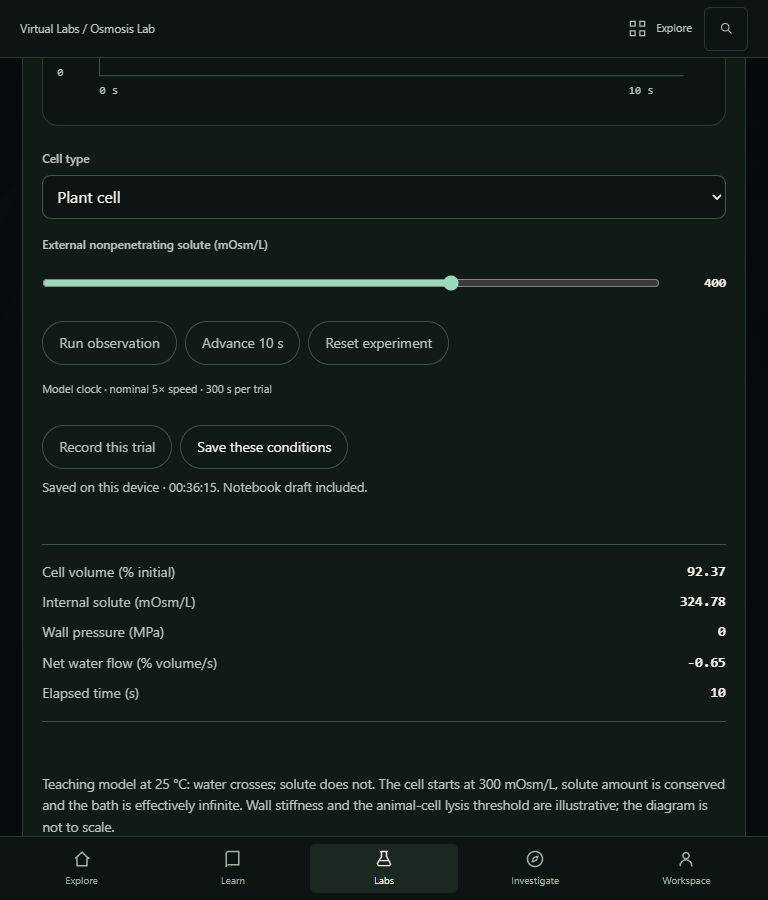 Virtual Labs / Osmosis Lab
Explore
0
0 s 10 s
Cell type
Plant cell
External nonpenetrating solute (mOsm/L)
400
Run observation Advance 10 s Reset experiment
Model clock · nominal 5× speed · 300 s per trial
Record this trial Save these conditions
Saved on this device · 00:36:15. Notebook draft included.
Cell volume (% initial) 92.37
Internal solute (mOsm/L) 324.78
Wall pressure (MPa) 0
Net water flow (% volume/s) -0.65
Elapsed time (s) 10
Teaching model at 25 °C: water crosses; solute does not. The cell starts at 300 mOsm/L, solute amount is conserved
and the bath is effectively infinite. Wall stiffness and the animal-cell lysis threshold are illustrative; the diagram is
not to scale.
Explore Learn Labs Investigate Workspace